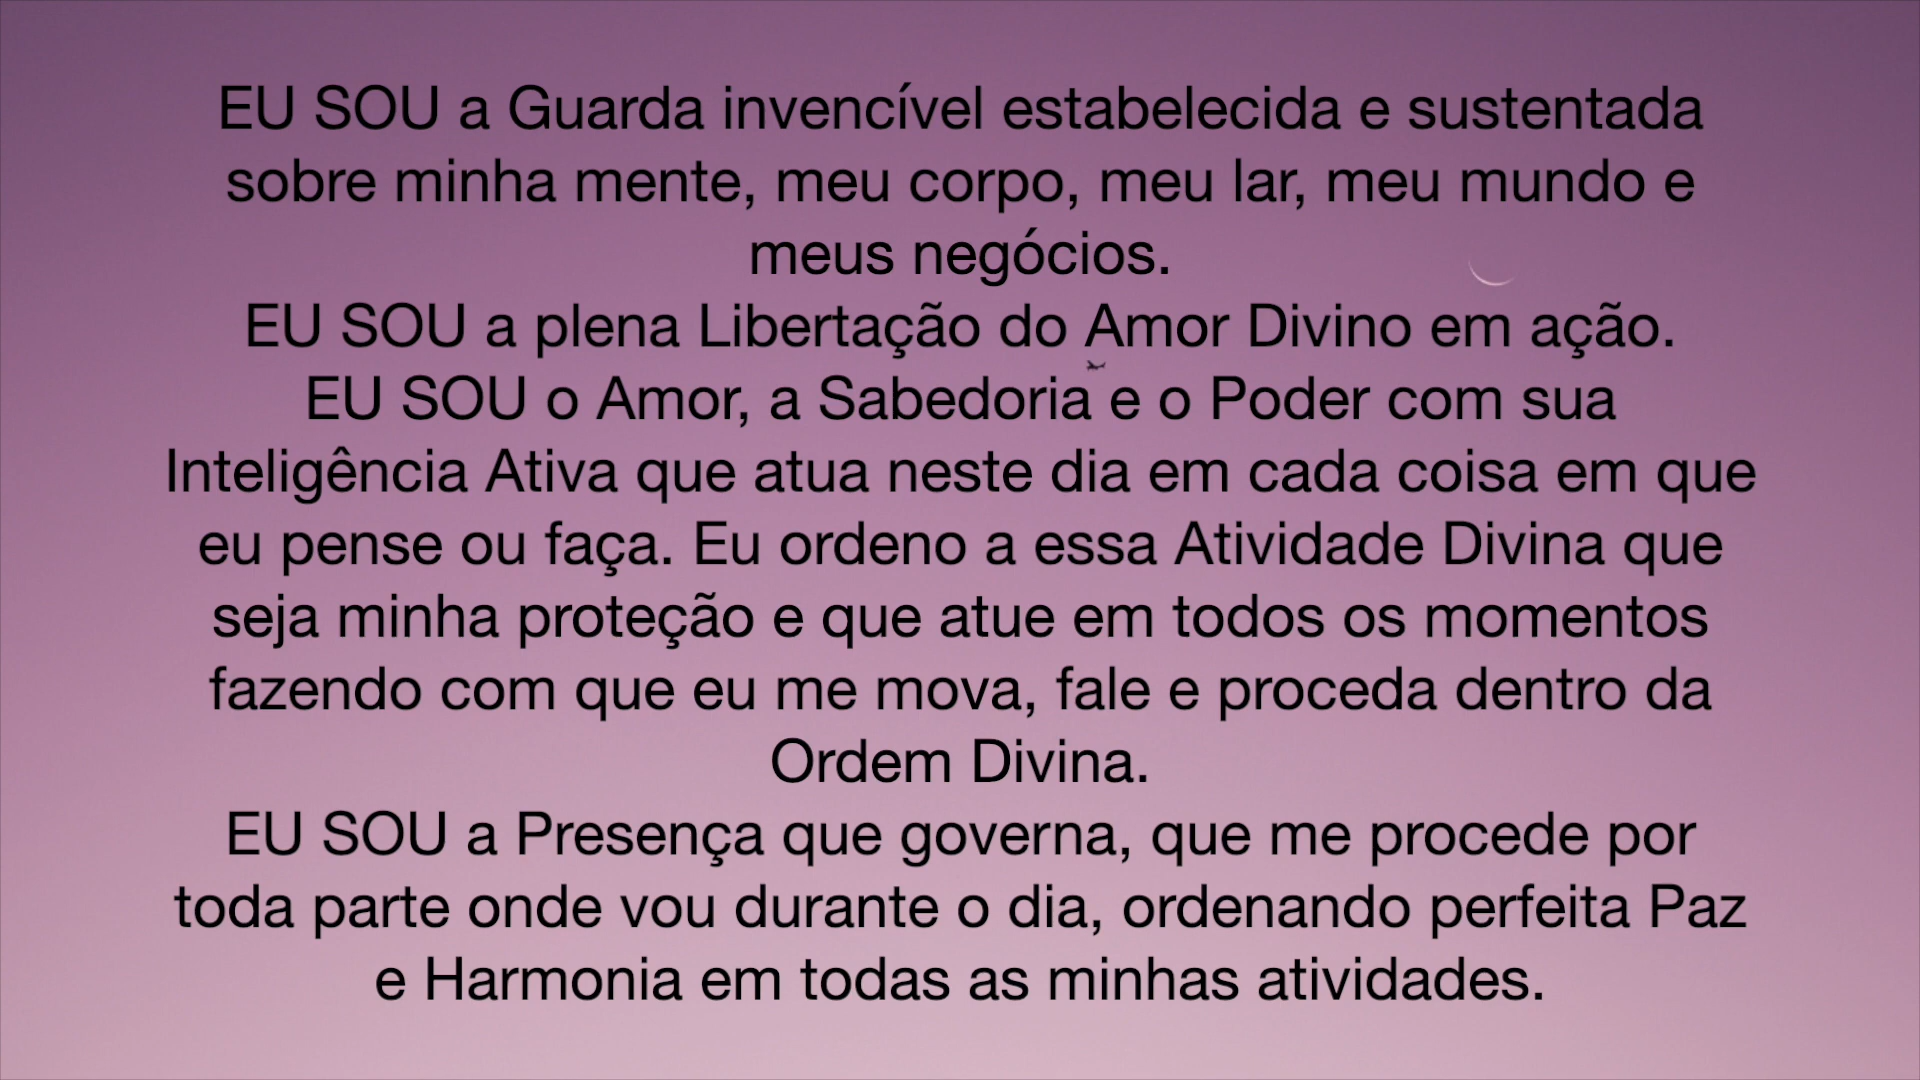 EU SOU a Guarda invencível estabelecida e sustentada
sobre minha mente, meu corpo, meu lar, meu mundo e
meus negócios.
EU SOU a plena Libertação do Amor Divino em ação.
EU SOU o Amor, a Sabedoria e o Poder com sua
Inteligência Ativa que atua neste dia em cada coisa em que
eu pense ou faça. Eu ordeno a essa Atividade Divina que
seja minha proteção e que atue em todos os momentos
fazendo com que eu me mova, fale e proceda dentro da
Ordem Divina.
EU SOU a Presença que governa, que me procede por
toda parte onde vou durante o dia, ordenando perfeita Paz
e Harmonia em todas as minhas atividades.